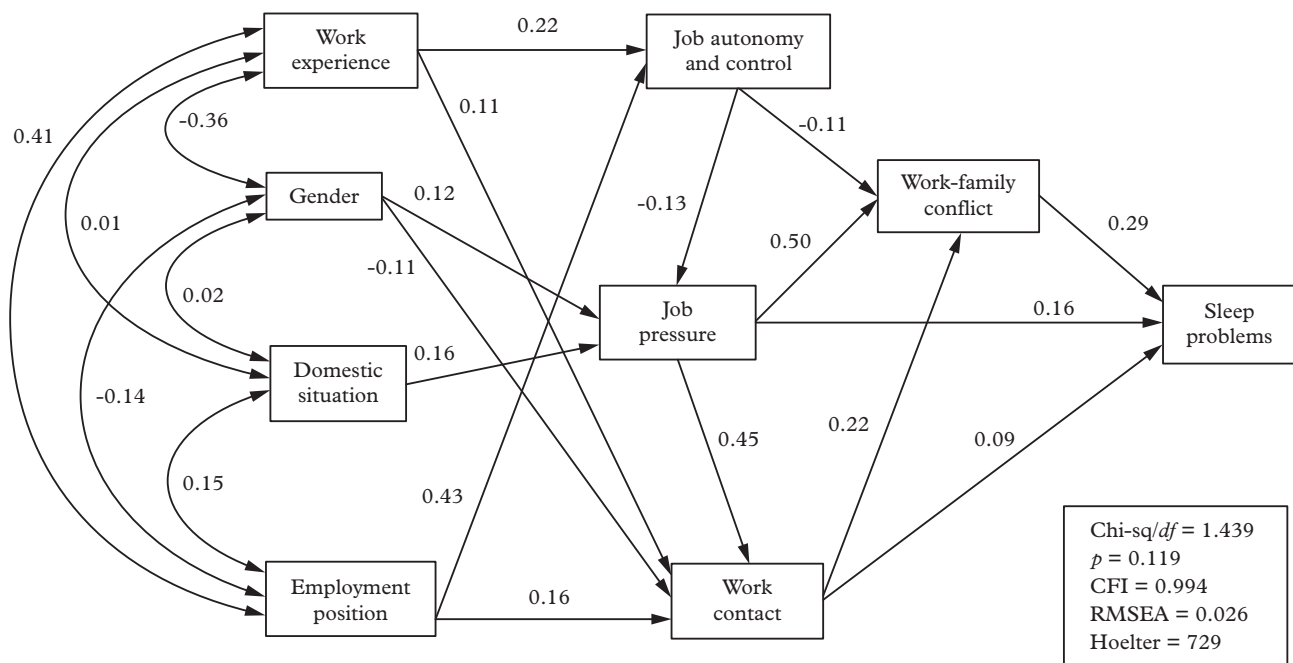 Work
experience
0.22
Job autonomy
and control
0.41
-0.36
0.11
-0.11
Gender
0.12
-0.13
Work-family
conflict
0.29
0.01
0.02
-0.11
0.50
Job
pressure
0.16
Sleep
problems
Domestic
situation
0.16
-0.14
0.15
0.43
0.45
0.22
0.09
Employment
position
0.16
Work
contact
Chi-sq/df = 1.439
p = 0.119
CFI = 0.994
RMSEA = 0.026
Hoelter = 729